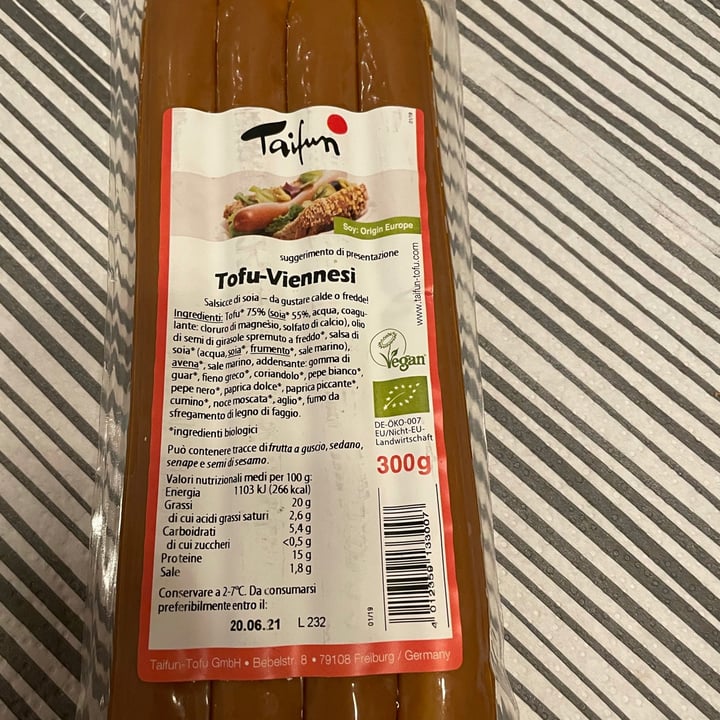 Taifun
01/19
Soy: Origin Europe
suggerimento di presentazione
www.taifun-tofu.com
Tofu-Viennesi
Salsicce di soia – da gustare calde o fredde!
Ingredienti: Tofu* 75% (soia* 55%, acqua, coagu-
lante: cloruro di magnesio, solfato di calcio), olio
di semi di girasole spremuto a freddo*, salsa di
soia* (acqua, soia*, frumento*, sale marino),
avena*, sale marino, addensante: gomma di
guar*, fieno greco*, coriandolo*, pepe bianco*,
pepe nero*, paprica dolce*, paprica piccante*,
cumino*, noce moscata*, aglio*, fumo da
sfregamento di legno di faggio.
*ingredienti biologici
Può contenere tracce di frutta a guscio, sedano,
senape e semi di sesamo.
Vegan
DE-ÖKO-007
EU/Nicht-EU-
Landwirtschaft
300g
Valori nutrizionali medi per 100 g:
Energia 1103 kJ (266 kcal)
Grassi 20 g
di cui acidi grassi saturi 2,6 g
Carboidrati 5,4 g
di cui zuccheri <0,5 g
Proteine 15 g
Sale 1,8 g
Conservare a 2-7°C. Da consumarsi
preferibilmente entro il:
20.06.21 L 232
01/19
4 012359 133007
Taifun-Tofu GmbH • Bebelstr. 8 • 79108 Freiburg / Germany